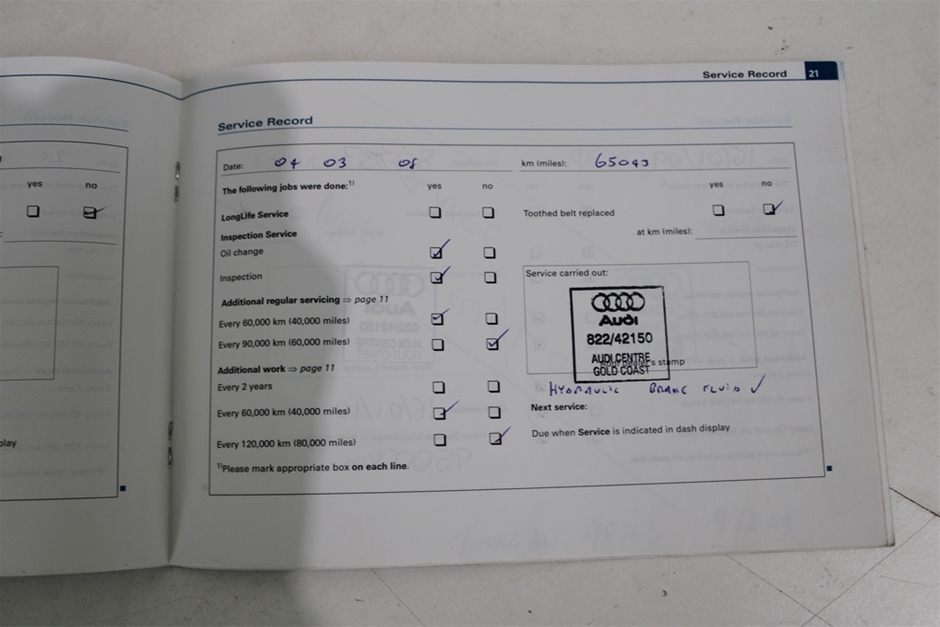 Service Record 21
Service Record
yes no
play
Date: 04 03 08 km (miles): 65043
The following jobs were done:¹⁾ yes no yes no
LongLife Service Toothed belt replaced
Inspection Service at km (miles):
Oil change
Inspection Service carried out:
Additional regular servicing ⇒ page 11
Every 60,000 km (40,000 miles)
Every 90,000 km (60,000 miles)
Audi
822/42150
AUDI CENTRE
GOLD COAST
stamp
Additional work ⇒ page 11
Every 2 years
HYDRAULIC BRAKE FLUID ✓
Every 60,000 km (40,000 miles) Next service:
Every 120,000 km (80,000 miles) Due when Service is indicated in dash display
¹⁾Please mark appropriate box on each line.